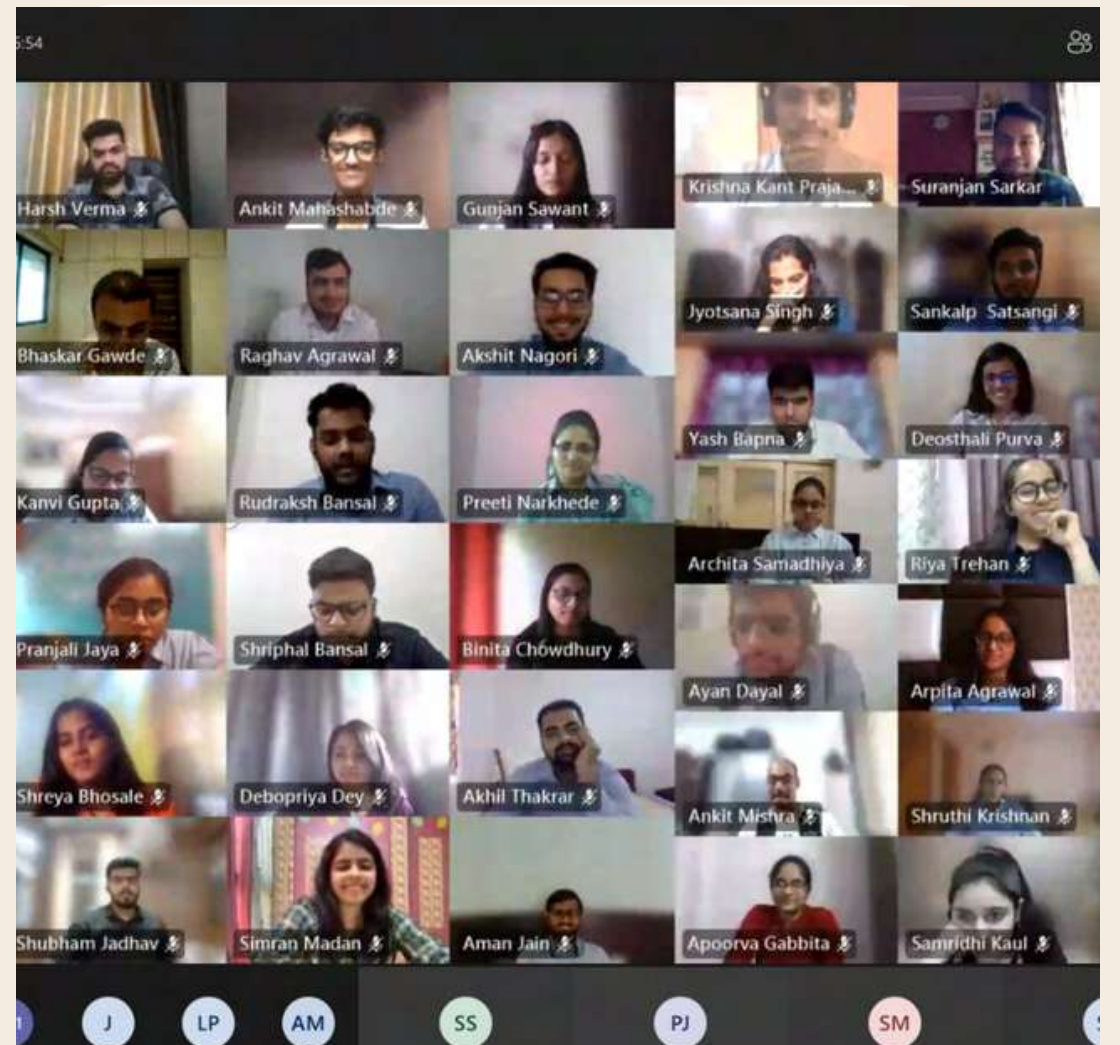 5:54
Harsh Verma
Ankit Mahashabde
Gunjan Sawant
Krishna Kant Praja...
Suranjan Sarkar
Bhaskar Gawde
Raghav Agrawal
Akshit Nagori
Jyotsana Singh
Sankalp Satsangi
Kanvi Gupta
Rudraksh Bansal
Preeti Narkhede
Yash Bapna
Deosthali Purva
Archita Samadhiya
Riya Trehan
Pranjali Jaya
Shriphal Bansal
Binita Chowdhury
Ayan Dayal
Arpita Agrawal
Shreya Bhosale
Debopriya Dey
Akhil Thakrar
Ankit Mishra
Shruthi Krishnan
Shubham Jadhav
Simran Madan
Aman Jain
Apoorva Gabbita
Samridhi Kaul
J
LP
AM
SS
PJ
SM